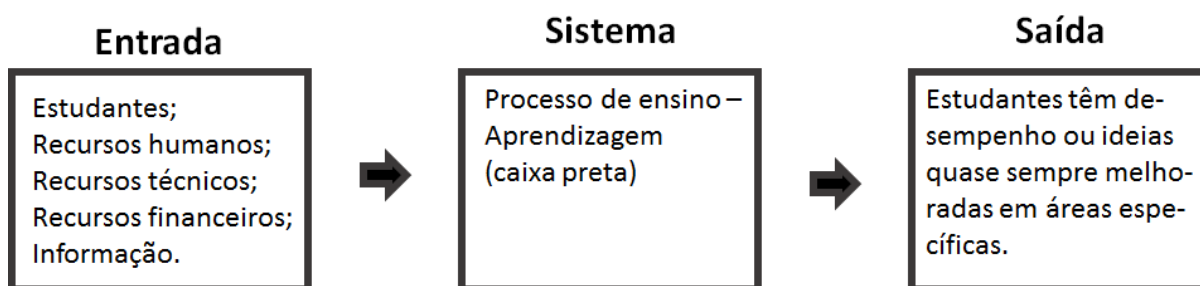 Entrada
Estudantes;
Recursos humanos;
Recursos técnicos;
Recursos financeiros;
Informação.
Sistema
Processo de ensino –
Aprendizagem
(caixa preta)
Saída
Estudantes têm de-
sempenho ou ideias
quase sempre melho-
radas em áreas espe-
cíficas.